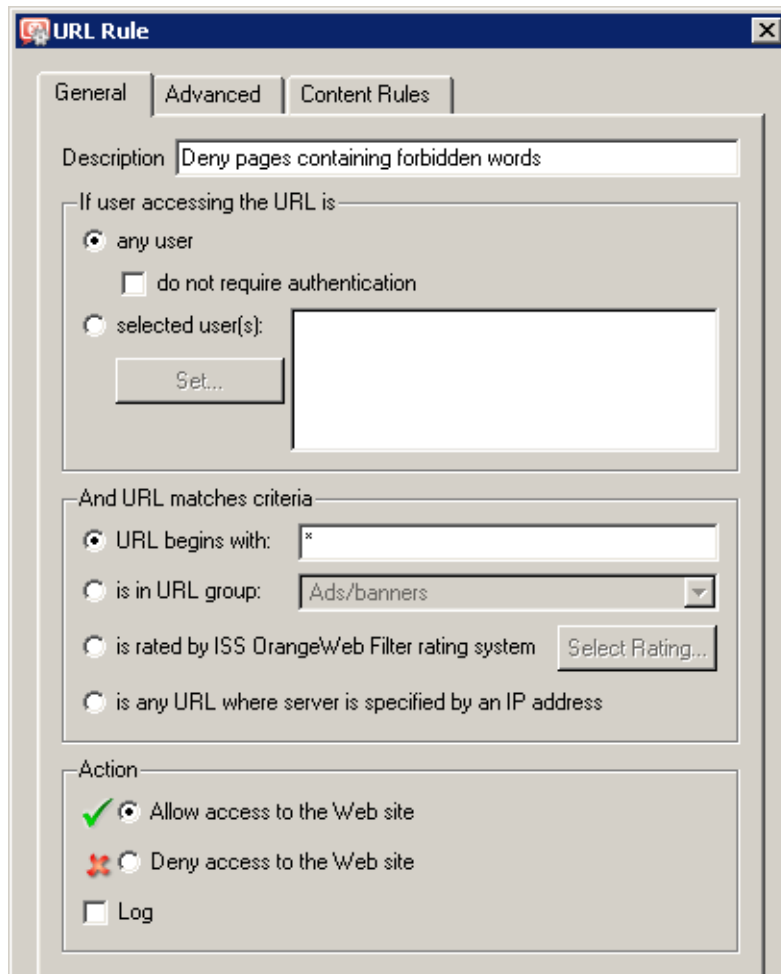 URL Rule
General Advanced Content Rules
Description Deny pages containing forbidden words
If user accessing the URL is
any user
do not require authentication
selected user(s):
Set...
And URL matches criteria
URL begins with: *
is in URL group: Ads/banners
is rated by ISS OrangeWeb Filter rating system Select Rating...
is any URL where server is specified by an IP address
Action
Allow access to the Web site
Deny access to the Web site
Log